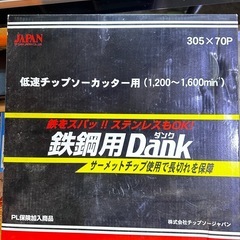 JAPAN
305×70P
低速チップソーカッター用(1,200〜1,600min⁻¹)
鉄をズバッ!!ステンレスもOK!
ダンク
鉄鋼用Dank
サーメットチップ使用で長切れを保障
PL保険加入商品
株式会社チップソージャパン